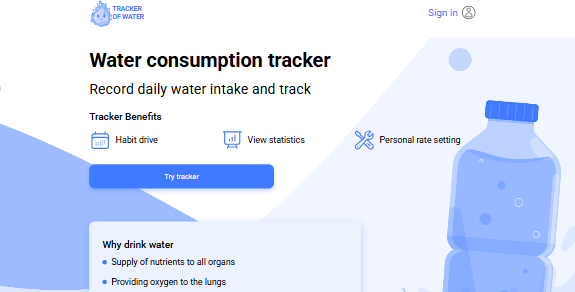 TRACKER
OF WATER
Sign in
Water consumption tracker
Record daily water intake and track
Tracker Benefits
Habit drive
View statistics
Personal rate setting
Try tracker
Why drink water
Supply of nutrients to all organs
Providing oxygen to the lungs